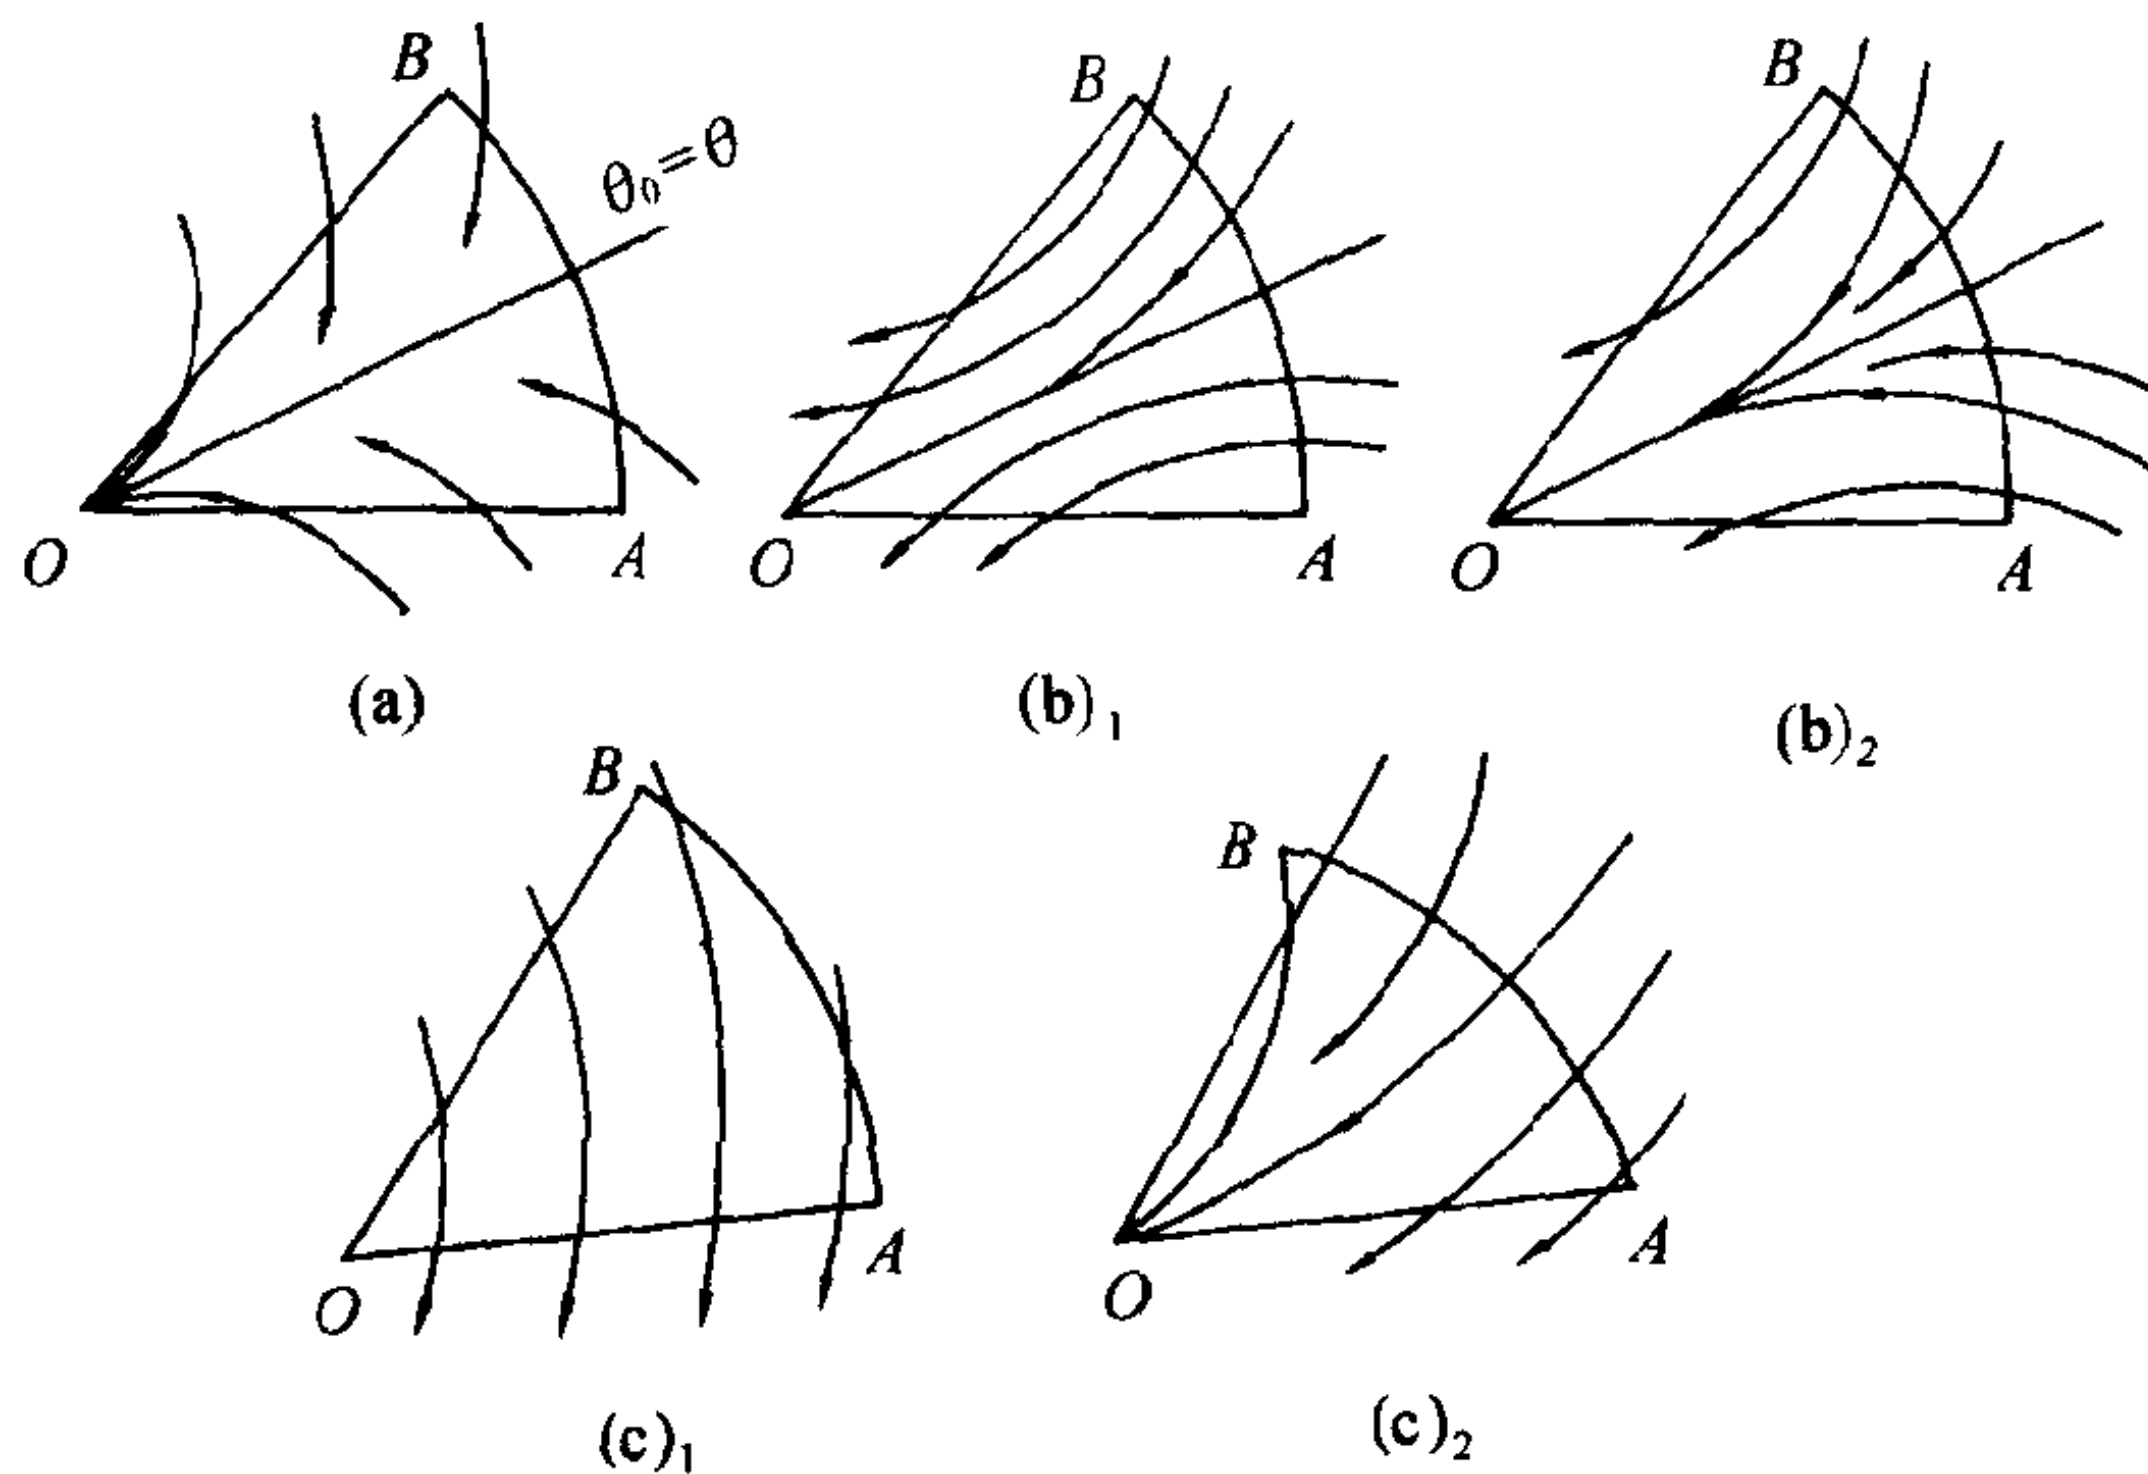 B B B
θ₀=θ
O A O A O A
(a) (b)₁ (b)₂
B B
O A O A
(c)₁ (c)₂